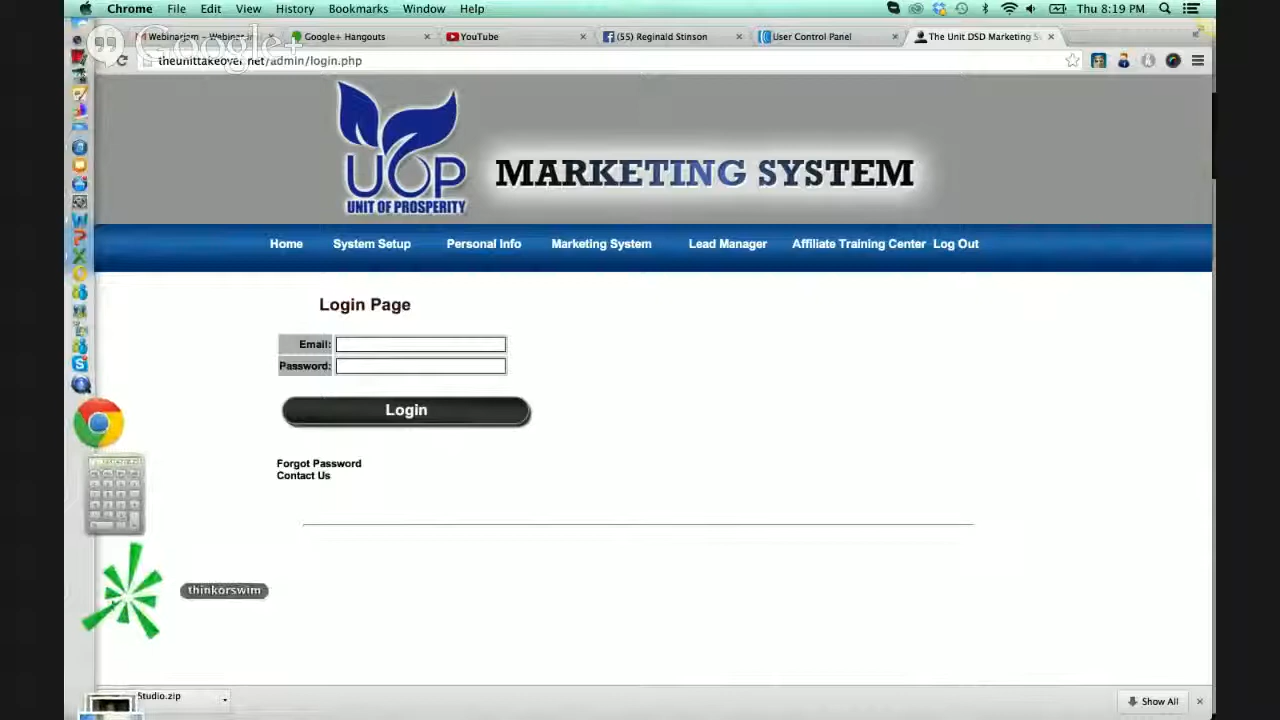 Chrome File Edit View History Bookmarks Window Help Thu 8:19 PM
Google+ Hangouts YouTube (55) Reginald Stinson User Control Panel The Unit DSD Marketing S
Google+
theunittakeover.net/admin/login.php
UOP
UNIT OF PROSPERITY
MARKETING SYSTEM
Home System Setup Personal Info Marketing System Lead Manager Affiliate Training Center Log Out
Login Page
Email:
Password:
Login
Forgot Password
Contact Us
thinkorswim
Studio.zip
Show All